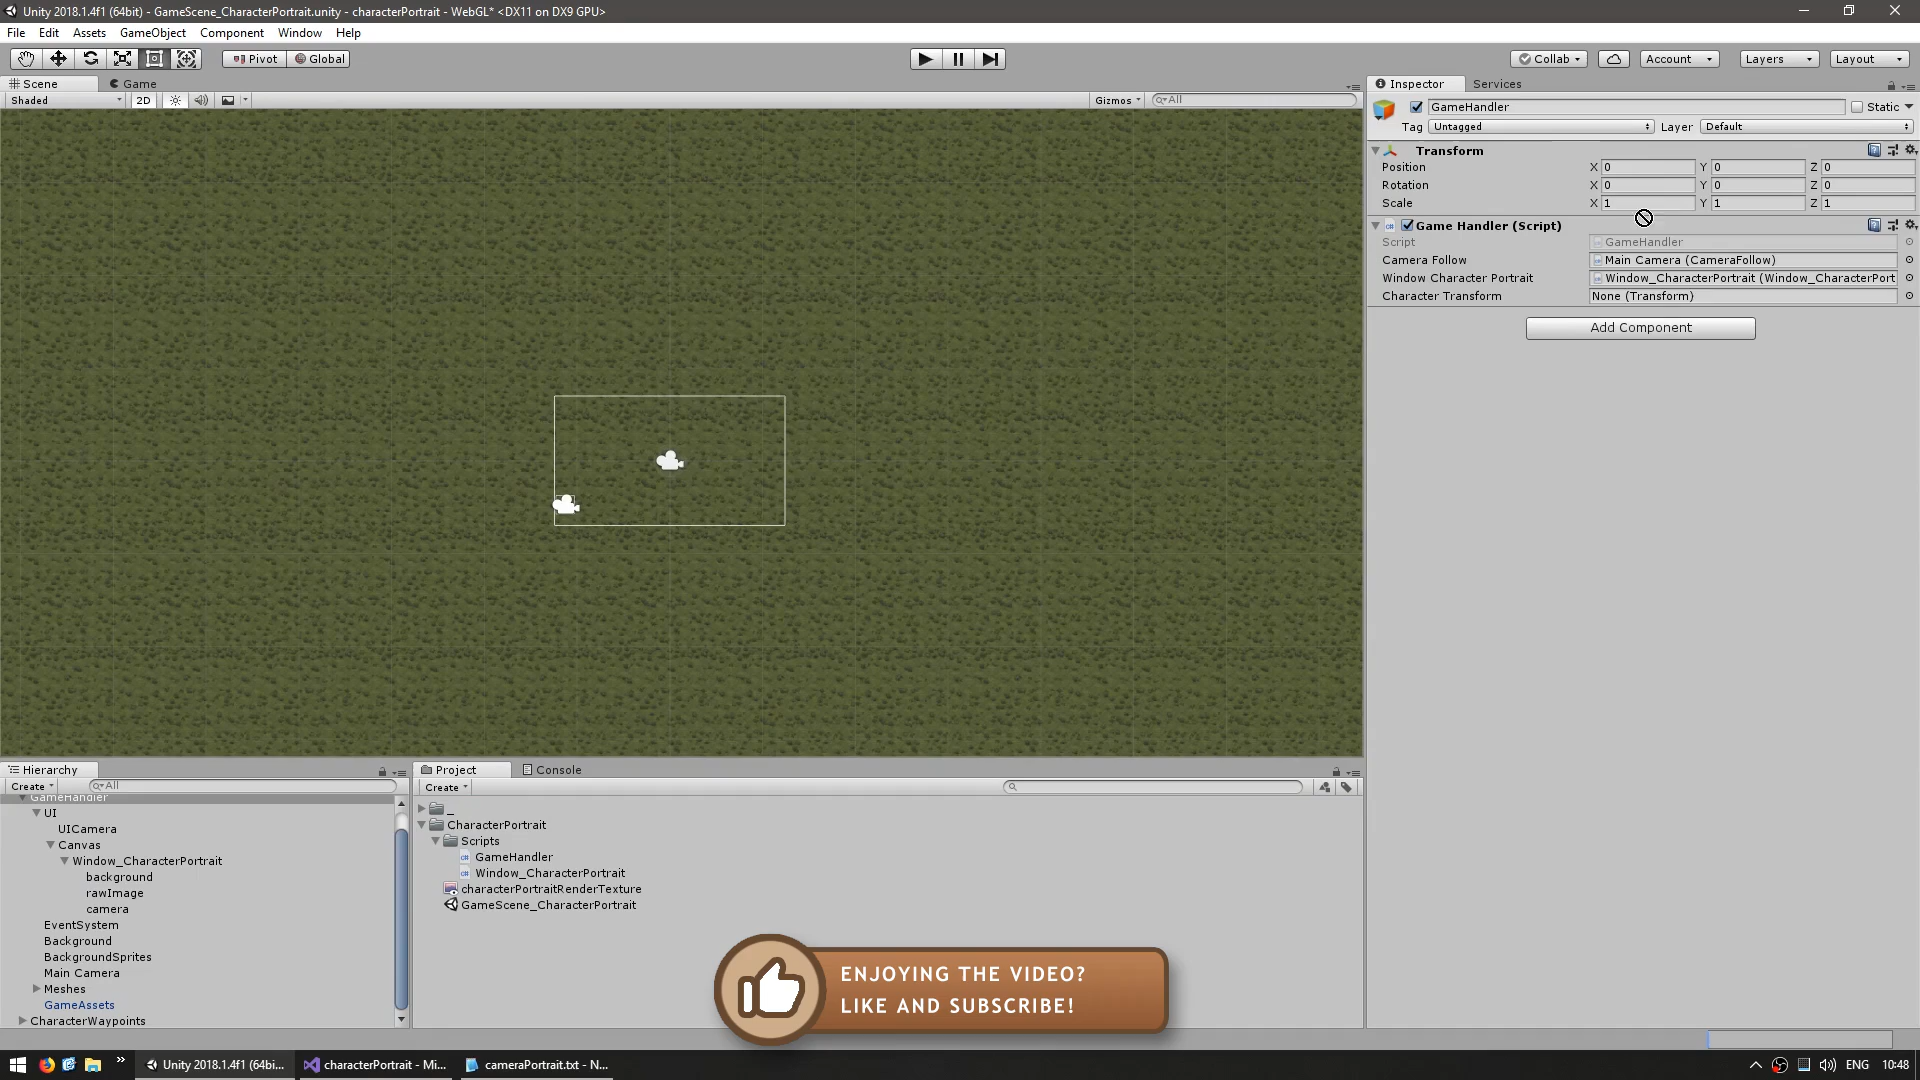 Unity 2018.1.4f1 (64bit) - GameScene_CharacterPortrait.unity - characterPortrait - WebGL* <DX11 on DX9 GPU>
File Edit Assets GameObject Component Window Help
Pivot Global Collab Account Layers Layout
Scene Game
Shaded 2D Gizmos All
Inspector Services
GameHandler Static
Tag Untagged Layer Default
Transform
Position X 0 Y 0 Z 0
Rotation X 0 Y 0 Z 0
Scale X 1 Y 1 Z 1
Game Handler (Script)
Script GameHandler
Camera Follow Main Camera (CameraFollow)
Window Character Portrait Window_CharacterPortrait (Window_CharacterPort
Character Transform None (Transform)
Add Component
Hierarchy
Create All
GameHandler
UI
UICamera
Canvas
Window_CharacterPortrait
background
rawImage
camera
EventSystem
Background
BackgroundSprites
Main Camera
Meshes
GameAssets
CharacterWaypoints
Project Console
Create
_
CharacterPortrait
Scripts
GameHandler
Window_CharacterPortrait
characterPortraitRenderTexture
GameScene_CharacterPortrait
ENJOYING THE VIDEO?
LIKE AND SUBSCRIBE!
Unity 2018.1.4f1 (64bi... characterPortrait - Mi... cameraPortrait.txt - N... ENG 10:48